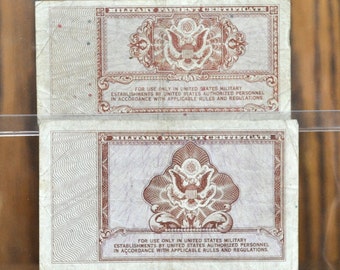 MILITARY PAYMENT CERTIFICATE
FOR USE ONLY IN UNITED STATES MILITARY
ESTABLISHMENTS BY UNITED STATES AUTHORIZED PERSONNEL
IN ACCORDANCE WITH APPLICABLE RULES AND REGULATIONS.
MILITARY PAYMENT CERTIFICATE
FOR USE ONLY IN UNITED STATES MILITARY
ESTABLISHMENTS BY UNITED STATES AUTHORIZED PERSONNEL
IN ACCORDANCE WITH APPLICABLE RULES AND REGULATIONS.